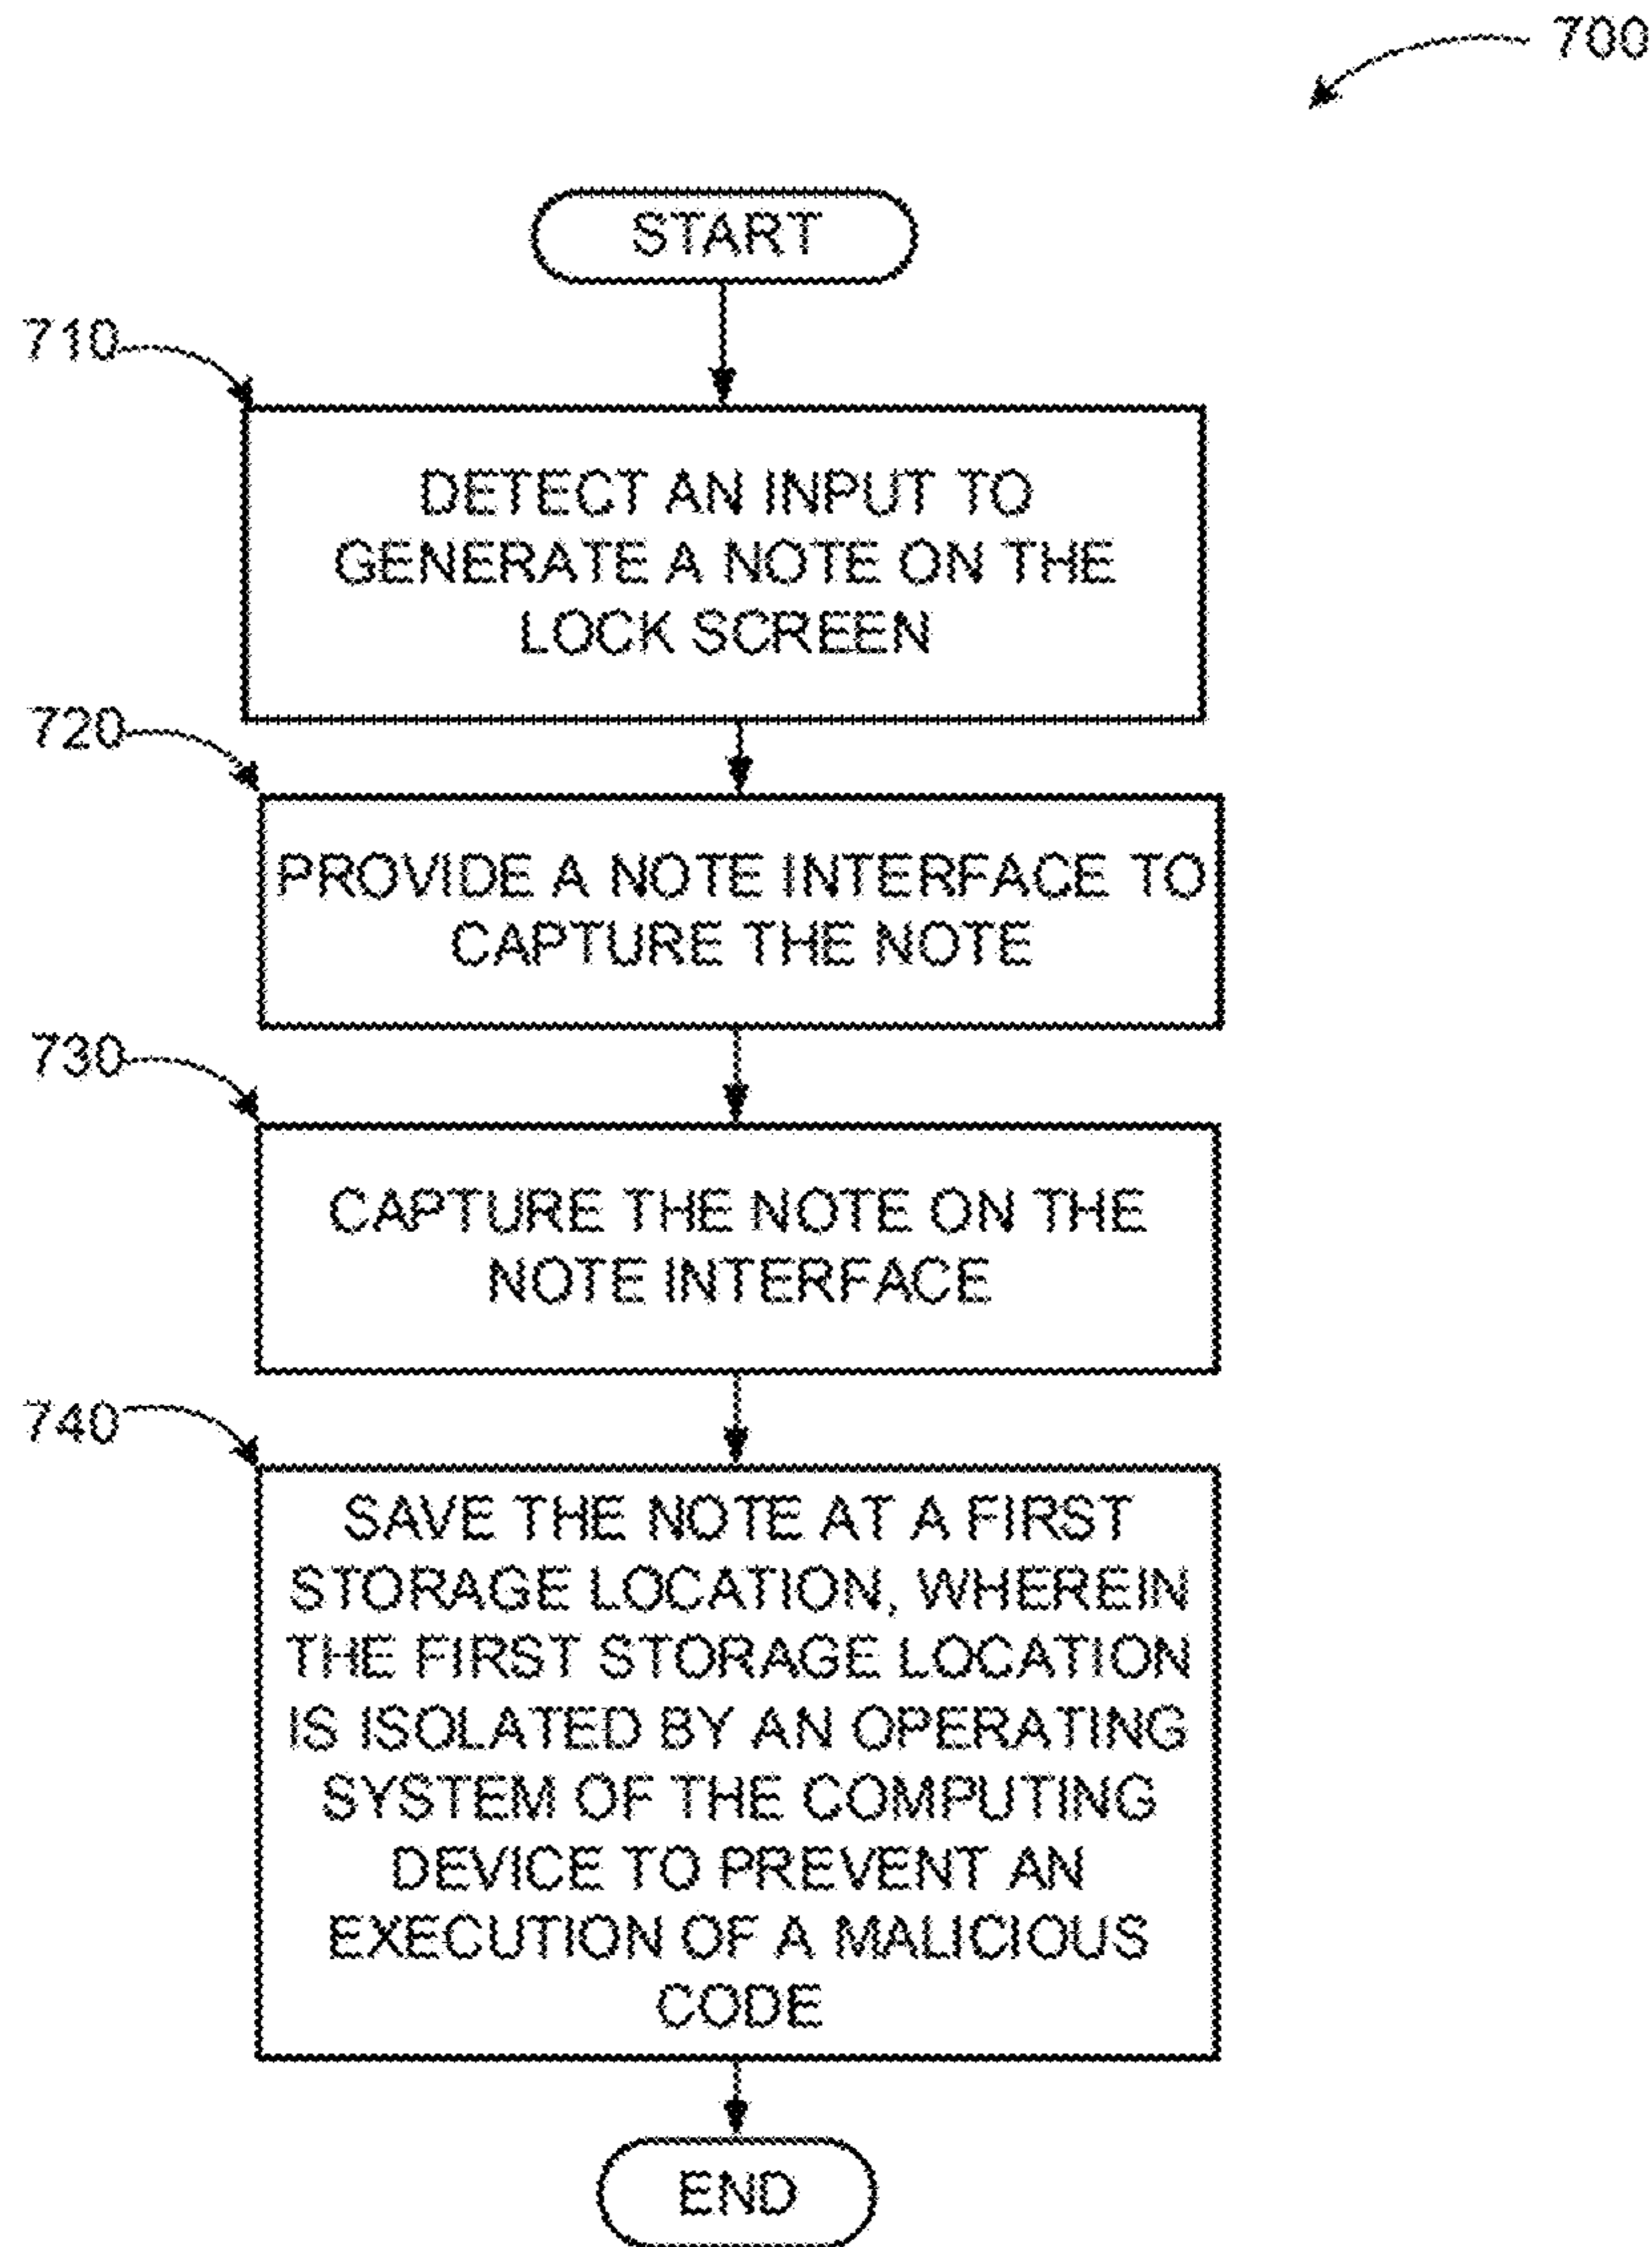 700
START
710
DETECT AN INPUT TO
GENERATE A NOTE ON THE
LOCK SCREEN
720
PROVIDE A NOTE INTERFACE TO
CAPTURE THE NOTE
730
CAPTURE THE NOTE ON THE
NOTE INTERFACE
740
SAVE THE NOTE AT A FIRST
STORAGE LOCATION, WHEREIN
THE FIRST STORAGE LOCATION
IS ISOLATED BY AN OPERATING
SYSTEM OF THE COMPUTING
DEVICE TO PREVENT AN
EXECUTION OF A MALICIOUS
CODE
END